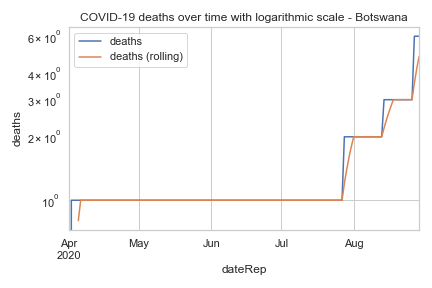 COVID-19 deaths over time with logarithmic scale - Botswana
deaths
deaths (rolling)
6 × 10⁰
4 × 10⁰
3 × 10⁰
2 × 10⁰
10⁰
deaths
Apr
2020
May
Jun
Jul
Aug
dateRep